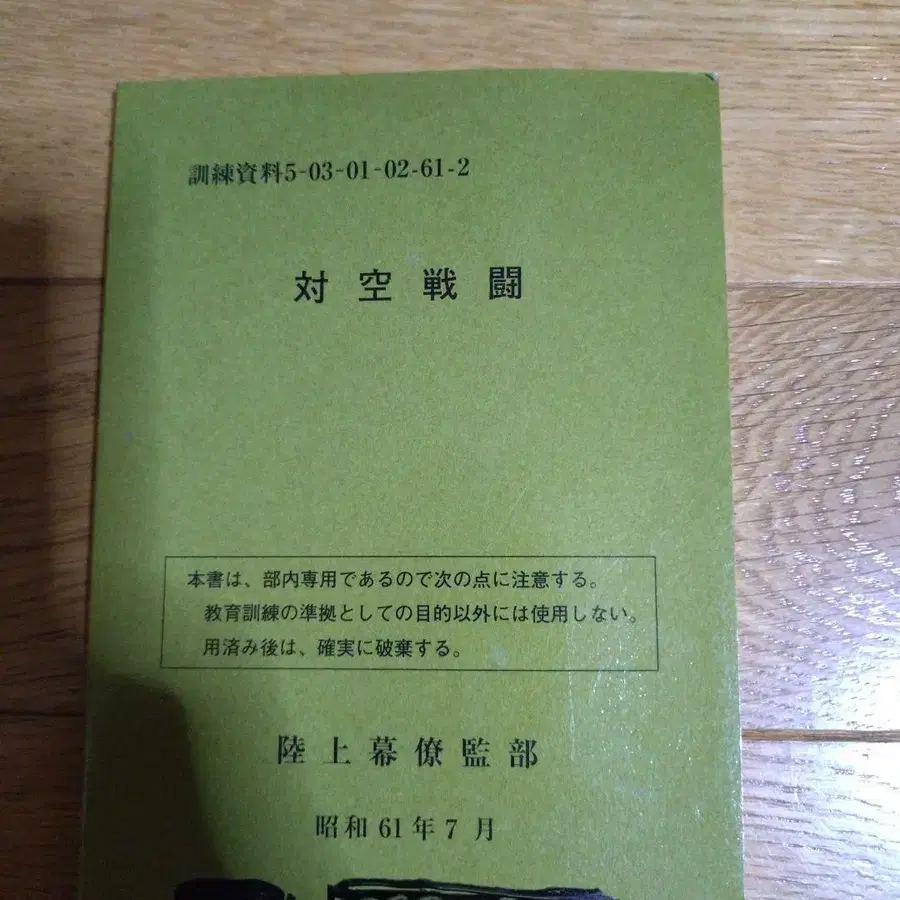 訓練資料5-03-01-02-61-2
対空戦闘
本書は、部内専用であるので次の点に注意する。
教育訓練の準拠としての目的以外には使用しない。
用済み後は、確実に破棄する。
陸上幕僚監部
昭和61年7月